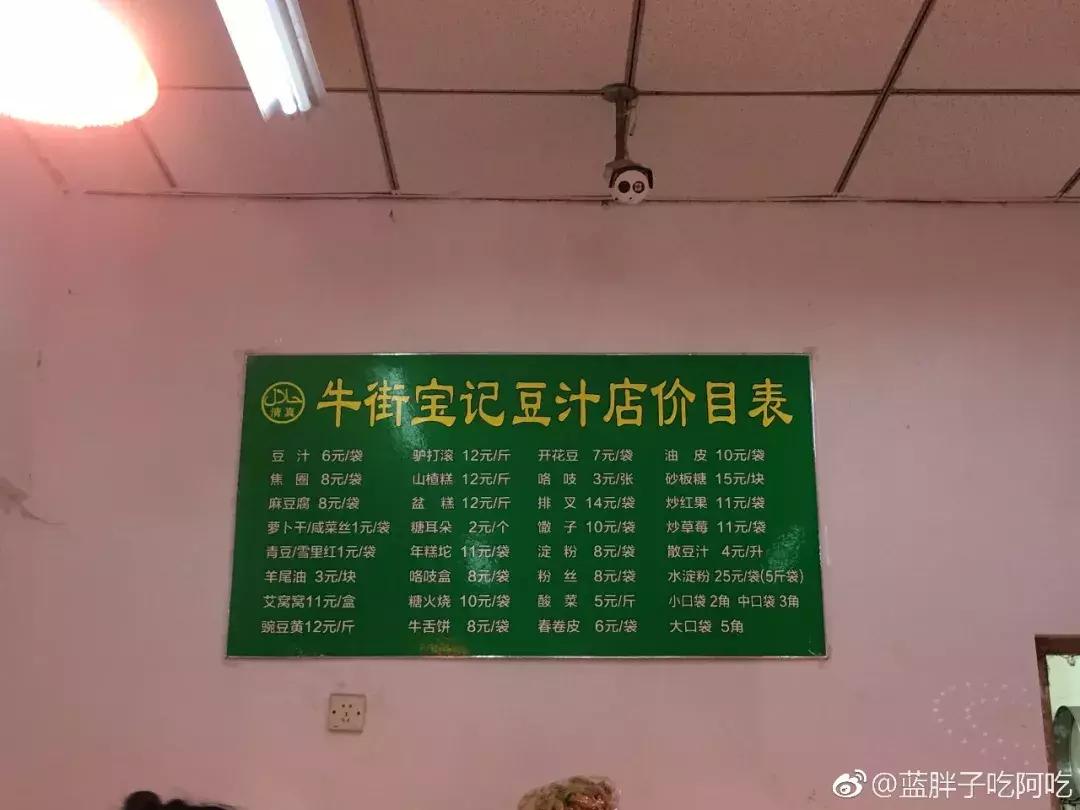 حلال
清真
牛街宝记豆汁店价目表
豆 汁 6元/袋 驴打滚 12元/斤 开花豆 7元/袋 油 皮 10元/袋
焦 圈 8元/袋 山楂糕 12元/斤 咯 吱 3元/张 砂板糖 15元/块
麻豆腐 8元/袋 盆 糕 12元/斤 排 叉 14元/袋 炒红果 11元/袋
萝卜干/咸菜丝1元/袋 糖耳朵 2元/个 馓 子 10元/袋 炒草莓 11元/袋
青豆/雪里红1元/袋 年糕坨 11元/袋 淀 粉 8元/袋 散豆汁 4元/升
羊尾油 3元/块 咯吱盒 8元/袋 粉 丝 8元/袋 水淀粉 25元/袋(5斤袋)
艾窝窝11元/盒 糖火烧 10元/袋 酸 菜 5元/斤 小口袋 2角 中口袋 3角
豌豆黄12元/斤 牛舌饼 8元/袋 春卷皮 6元/袋 大口袋 5角
@蓝胖子吃阿吃